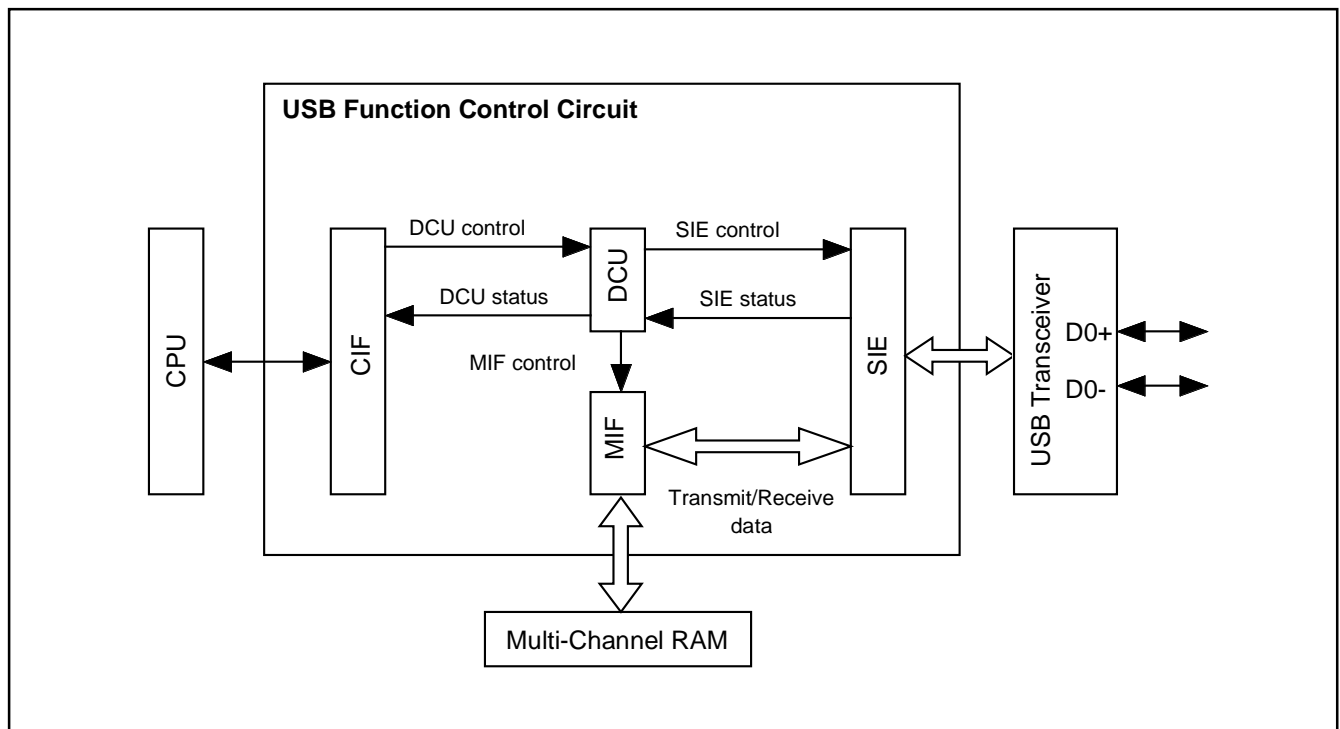 USB Function Control Circuit
DCU control
SIE control
DCU status
SIE status
MIF control
CPU
CIF
DCU
MIF
SIE
USB Transceiver
D0+
D0-
Transmit/Receive
data
Multi-Channel RAM